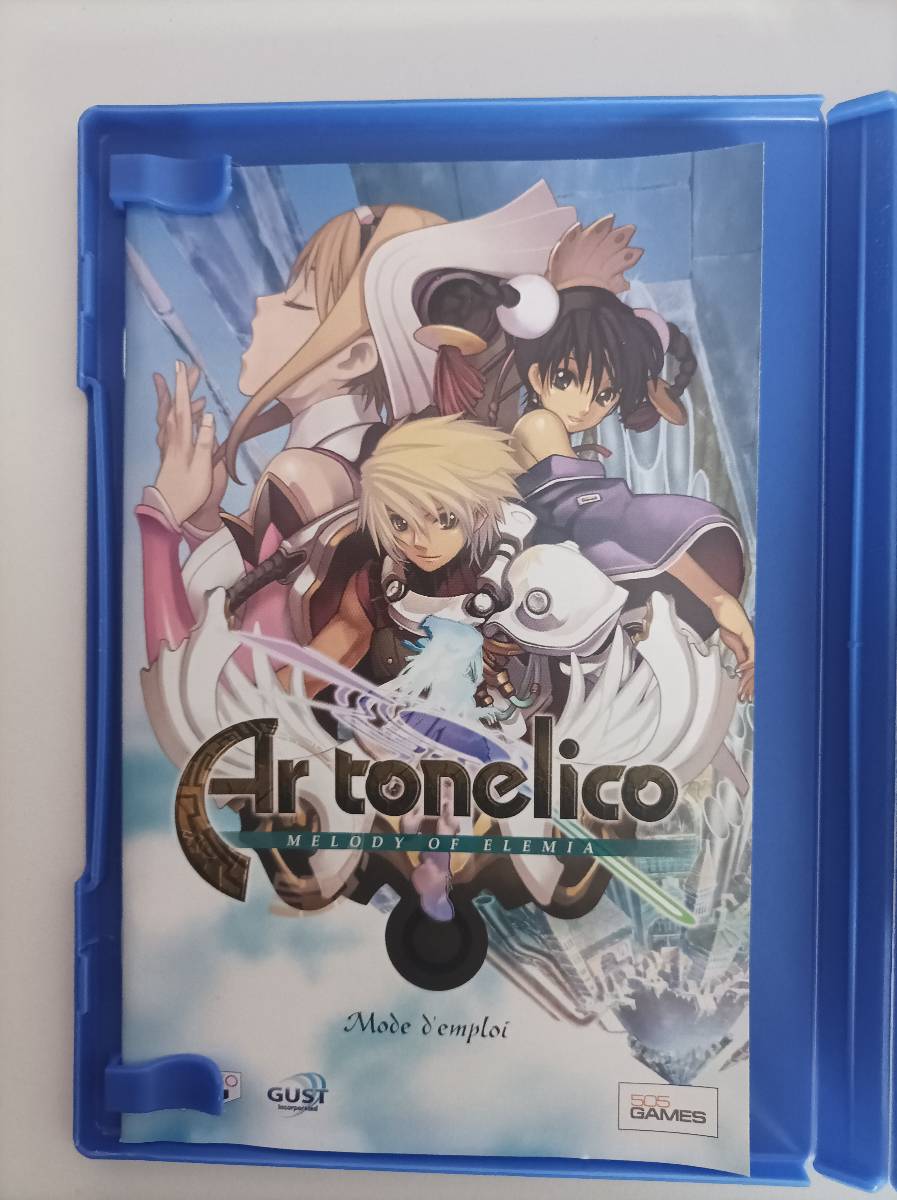 Ar tonelico
MELODY OF ELEMIA
Mode d'emploi
GUST
Incorporated
505
GAMES